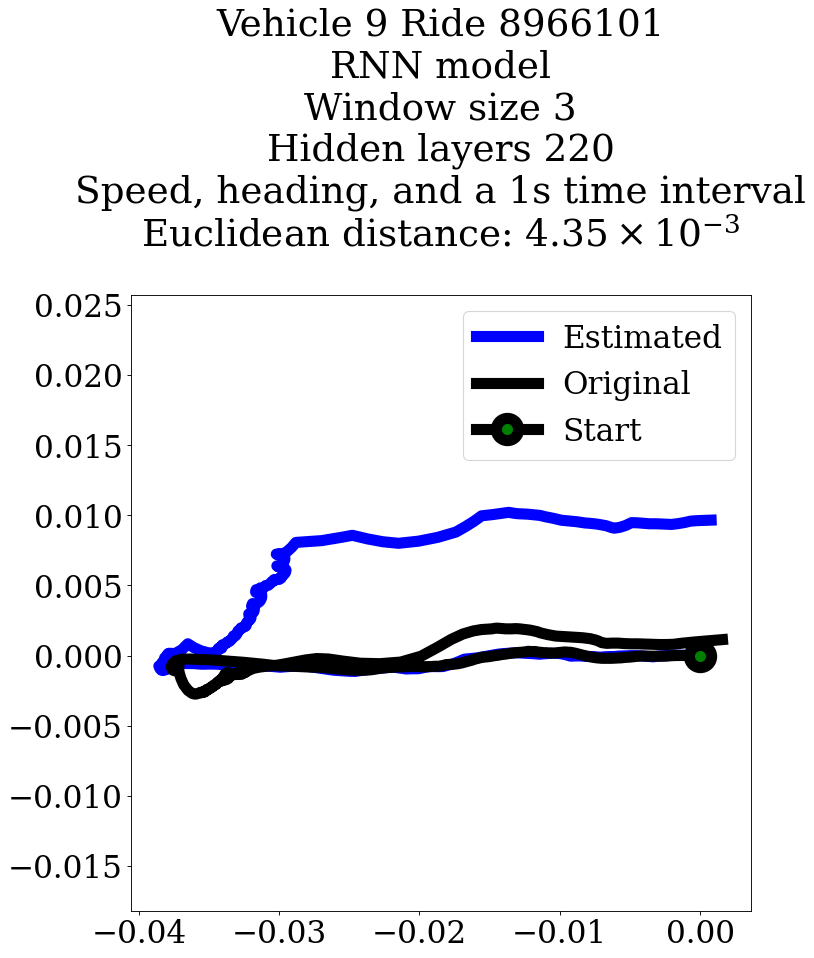 Vehicle 9 Ride 8966101
RNN model
Window size 3
Hidden layers 220
Speed, heading, and a 1s time interval
Euclidean distance: 4.35 × 10⁻³
Estimated
Original
Start
0.025
0.020
0.015
0.010
0.005
0.000
−0.005
−0.010
−0.015
−0.04 −0.03 −0.02 −0.01 0.00